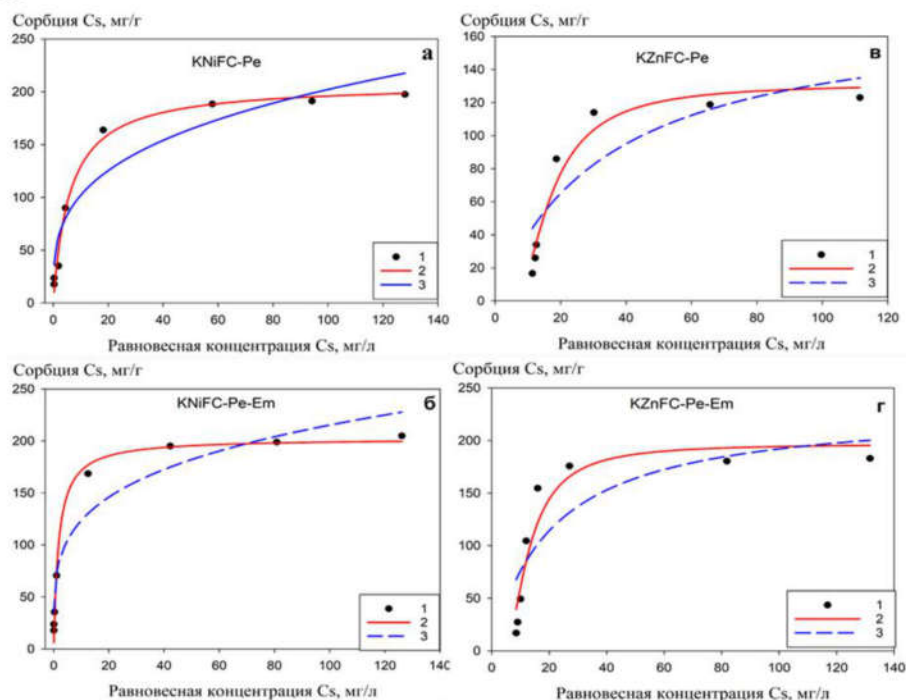 Сорбция Cs, мг/г
250
200
150
100
50
0
KNiFC-Pe
а
1
2
3
0 20 40 60 80 100 120 140
Равновесная концентрация Cs, мг/л
Сорбция Cs, мг/г
160
140
120
100
80
60
40
20
0
KZnFC-Pe
в
1
2
3
0 20 40 60 80 100 120
Равновесная концентрация Cs, мг/л
Сорбция Cs, мг/г
250
200
150
100
50
0
KNiFC-Pe-Em
б
1
2
3
0 20 40 60 80 100 120 140
Равновесная концентрация Cs, мг/л
Сорбция Cs, мг/г
250
200
150
100
50
0
KZnFC-Pe-Em
г
1
2
3
0 20 40 60 80 100 120 140
Равновесная концентрация Cs, мг/л